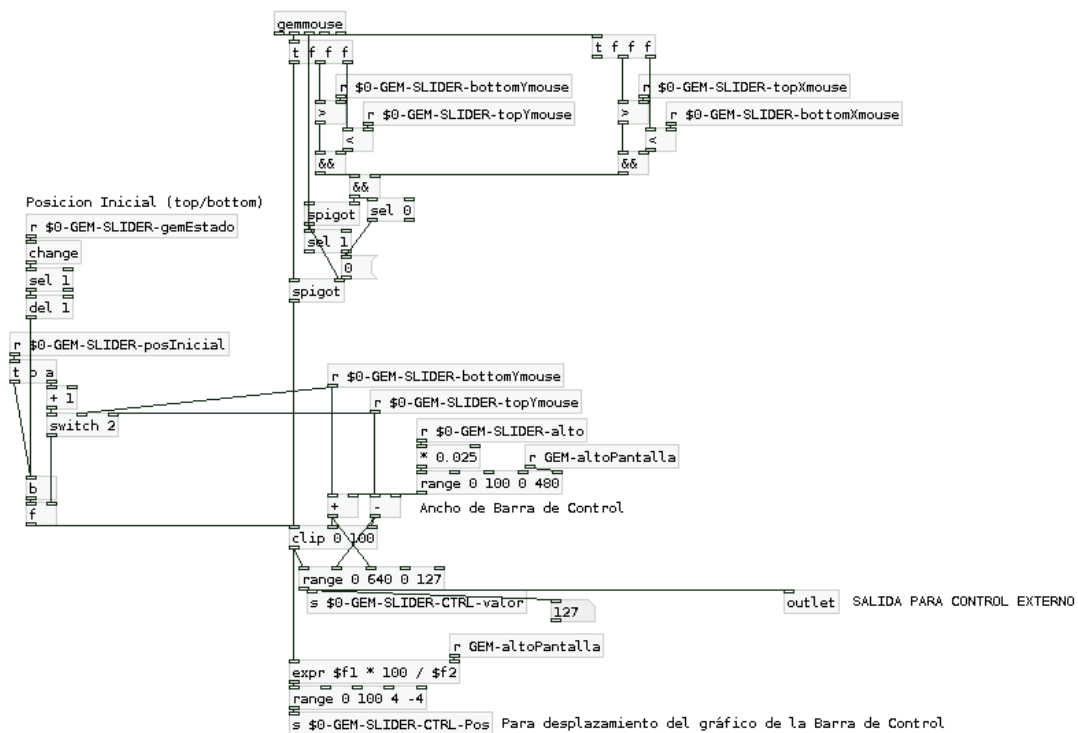 gemmouse
t f f f
t f f f
r $0-GEM-SLIDER-bottomYmouse
r $0-GEM-SLIDER-topXmouse
>
r $0-GEM-SLIDER-topYmouse
>
r $0-GEM-SLIDER-bottomXmouse
<
<
&&
&&
&&
Posicion Inicial (top/bottom)
spigot
sel 0
r $0-GEM-SLIDER-gemEstado
sel 1
change
0
sel 1
spigot
del 1
r $0-GEM-SLIDER-posInicial
t b a
r $0-GEM-SLIDER-bottomYmouse
+ 1
r $0-GEM-SLIDER-topYmouse
switch 2
r $0-GEM-SLIDER-alto
* 0.025
r GEM-altoPantalla
range 0 100 0 480
b
+
-
Ancho de Barra de Control
f
clip 0 100
range 0 640 0 127
s $0-GEM-SLIDER-CTRL-valor
127
outlet
SALIDA PARA CONTROL EXTERNO
r GEM-altoPantalla
expr $f1 * 100 / $f2
range 0 100 4 -4
s $0-GEM-SLIDER-CTRL-Pos
Para desplazamiento del gráfico de la Barra de Control